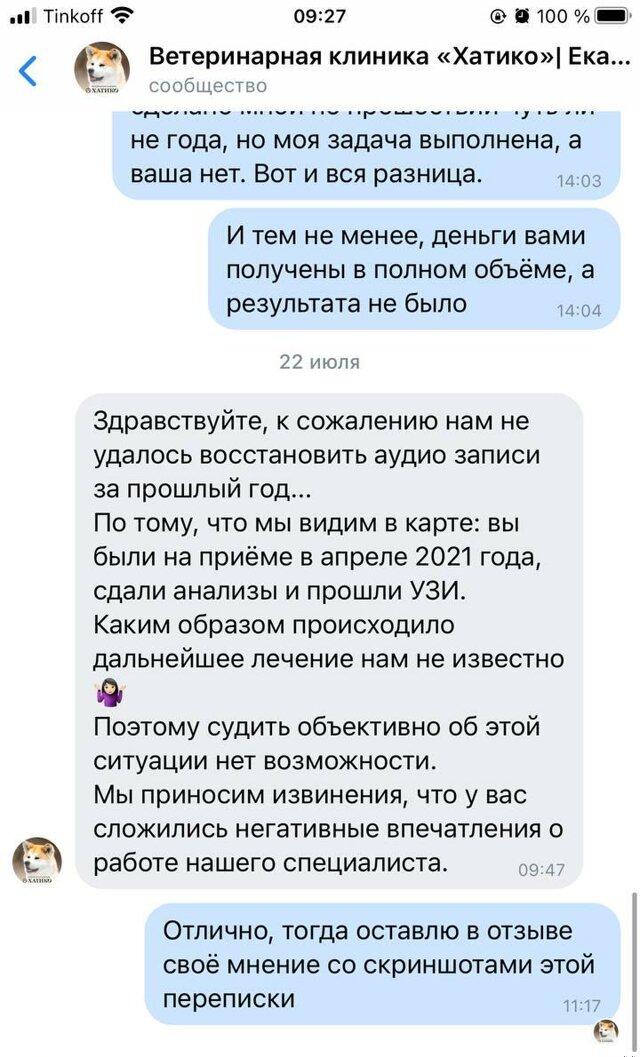 Tinkoff 09:27 100 %
Ветеринарная клиника «Хатико»| Ека...
сообщество
не года, но моя задача выполнена, а
ваша нет. Вот и вся разница. 14:03
И тем не менее, деньги вами
получены в полном объёме, а
результата не было 14:04
22 июля
Здравствуйте, к сожалению нам не
удалось восстановить аудио записи
за прошлый год...
По тому, что мы видим в карте: вы
были на приёме в апреле 2021 года,
сдали анализы и прошли УЗИ.
Каким образом происходило
дальнейшее лечение нам не известно
🤷🏻‍♀️
Поэтому судить объективно об этой
ситуации нет возможности.
Мы приносим извинения, что у вас
сложились негативные впечатления о
работе нашего специалиста. 09:47
Отлично, тогда оставлю в отзыве
своё мнение со скриншотами этой
переписки 11:17